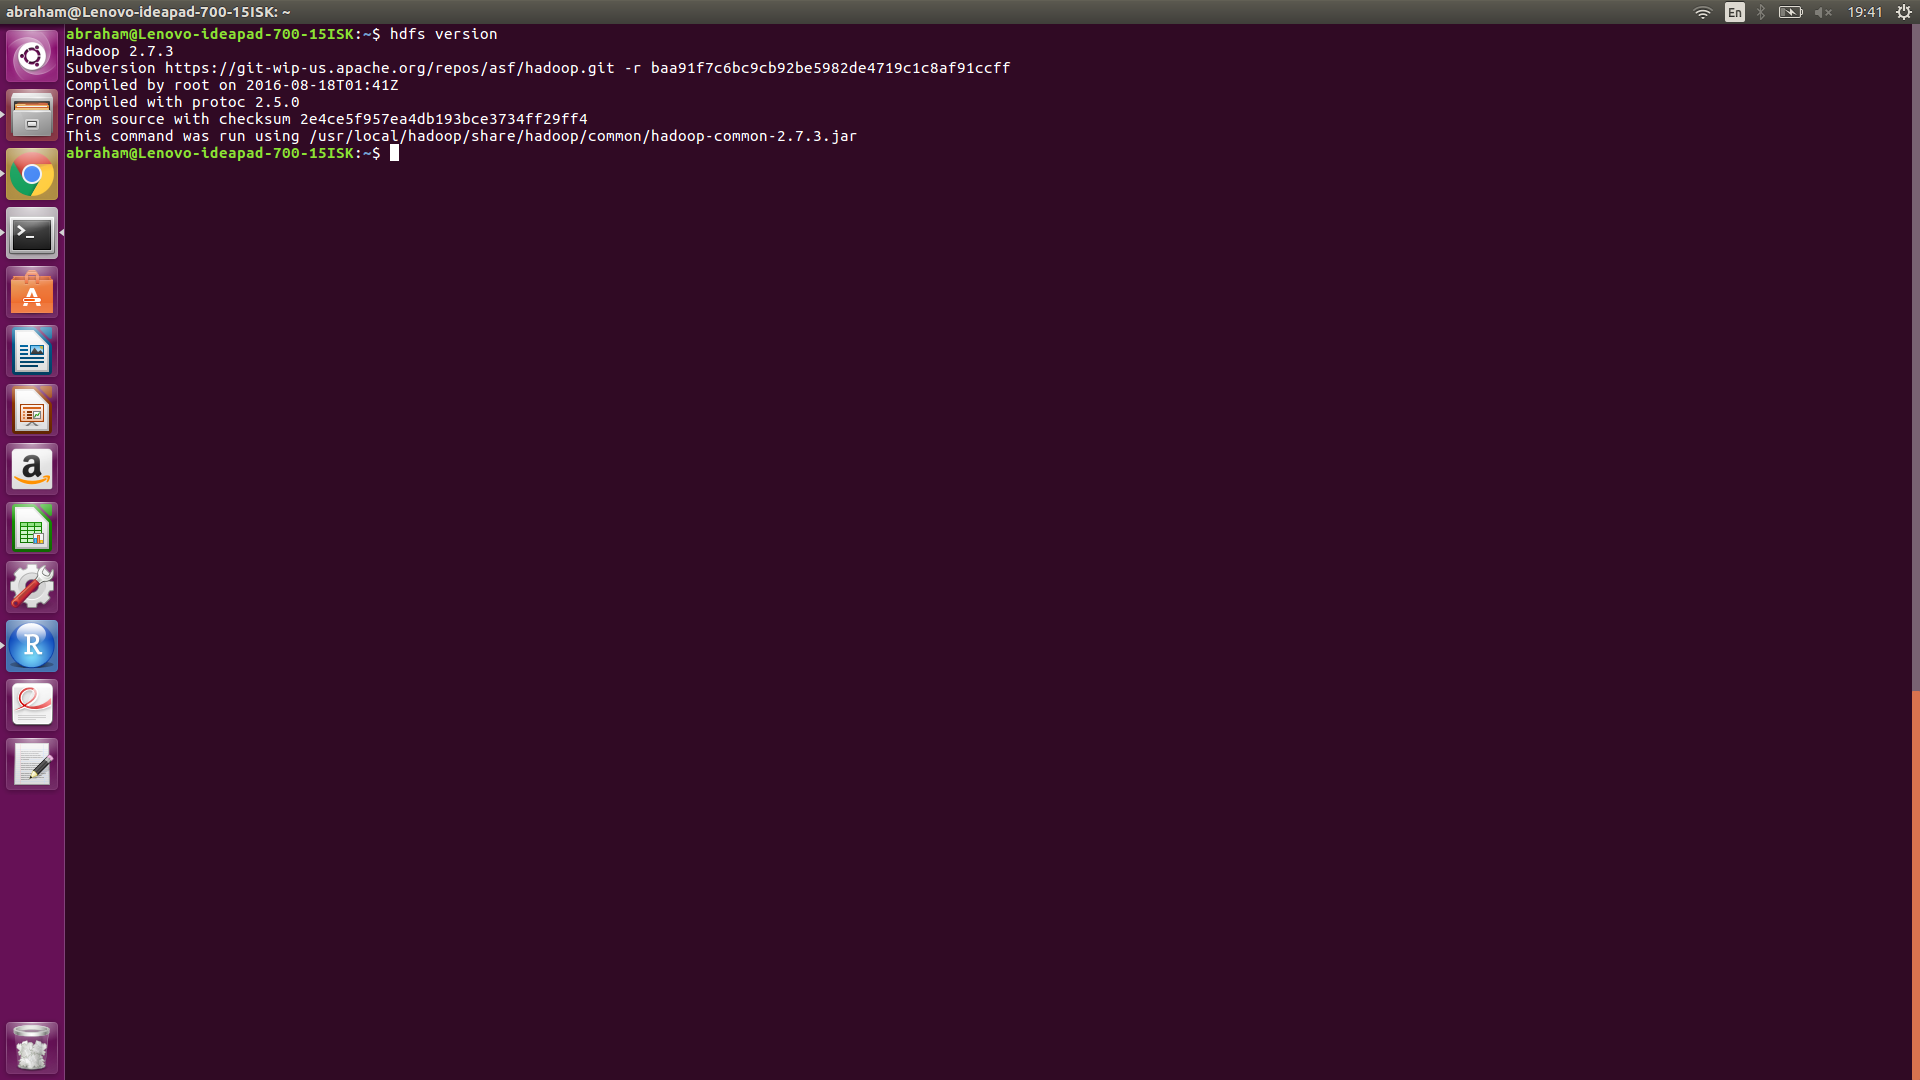 abraham@Lenovo-ideapad-700-15ISK: ~
En
19:41
abraham@Lenovo-ideapad-700-15ISK:~$ hdfs version
Hadoop 2.7.3
Subversion https://git-wip-us.apache.org/repos/asf/hadoop.git -r baa91f7c6bc9cb92be5982de4719c1c8af91ccff
Compiled by root on 2016-08-18T01:41Z
Compiled with protoc 2.5.0
From source with checksum 2e4ce5f957ea4db193bce3734ff29ff4
This command was run using /usr/local/hadoop/share/hadoop/common/hadoop-common-2.7.3.jar
abraham@Lenovo-ideapad-700-15ISK:~$